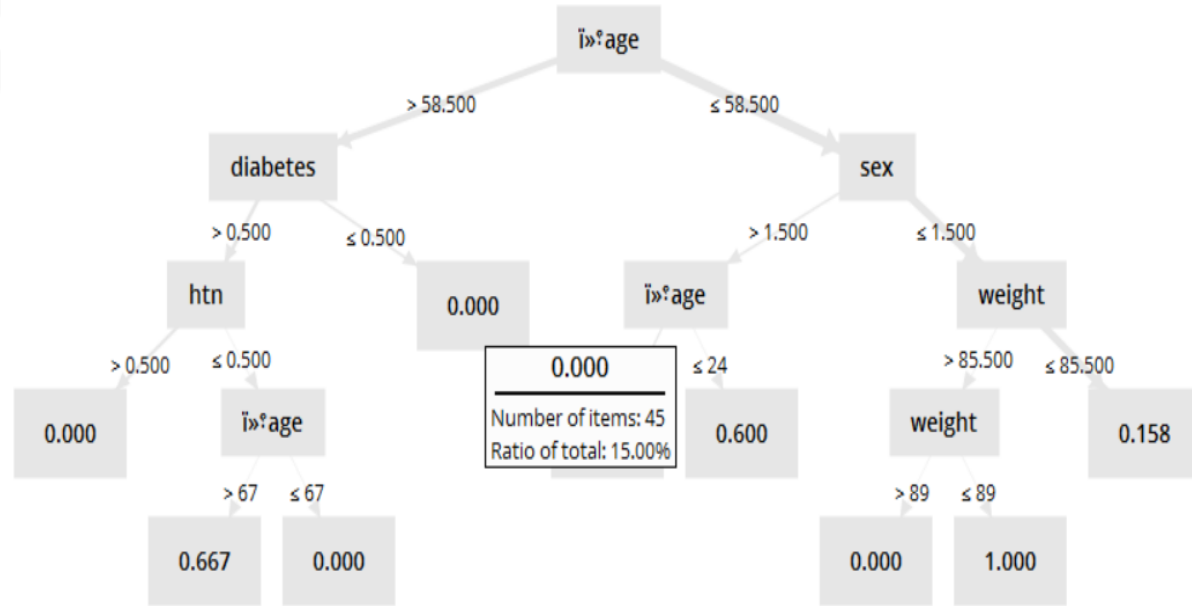 ï»¿age
> 58.500
≤ 58.500
diabetes
sex
> 0.500
≤ 0.500
> 1.500
≤ 1.500
htn
0.000
ï»¿age
weight
> 0.500
≤ 0.500
≤ 24
> 85.500
≤ 85.500
0.000
Number of items: 45
Ratio of total: 15.00%
0.000
ï»¿age
0.600
weight
0.158
> 67
≤ 67
> 89
≤ 89
0.667
0.000
0.000
1.000